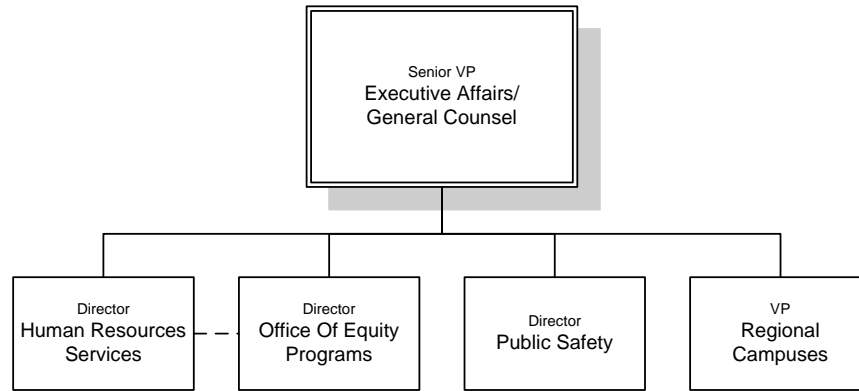 Senior VP
Executive Affairs/
General Counsel
Director
Human Resources
Services
Director
Office Of Equity
Programs
Director
Public Safety
VP
Regional
Campuses